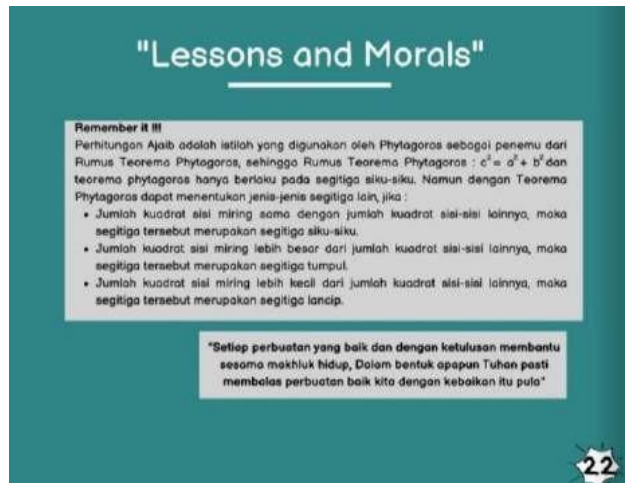 "Lessons and Morals"
Remember it !!!
Perhitungan Ajaib adalah istilah yang digunakan oleh Phytagoras sebagai penemu dari
Rumus Teorema Phytagoras, sehingga Rumus Teorema Phytagoras : c² = a² + b² dan
teorema phytagoras hanya berlaku pada segitiga siku-siku. Namun dengan Teorema
Phytagoras dapat menentukan jenis-jenis segitiga lain, jika :
• Jumlah kuadrat sisi miring sama dengan jumlah kuadrat sisi-sisi lainnya, maka
segitiga tersebut merupakan segitiga siku-siku.
• Jumlah kuadrat sisi miring lebih besar dari jumlah kuadrat sisi-sisi lainnya, maka
segitiga tersebut merupakan segitiga tumpul.
• Jumlah kuadrat sisi miring lebih kecil dari jumlah kuadrat sisi-sisi lainnya, maka
segitiga tersebut merupakan segitiga lancip.
"Setiap perbuatan yang baik dan dengan ketulusan membantu
sesama makhluk hidup, Dalam bentuk apapun Tuhan pasti
membalas perbuatan baik kita dengan kebaikan itu pula"
22